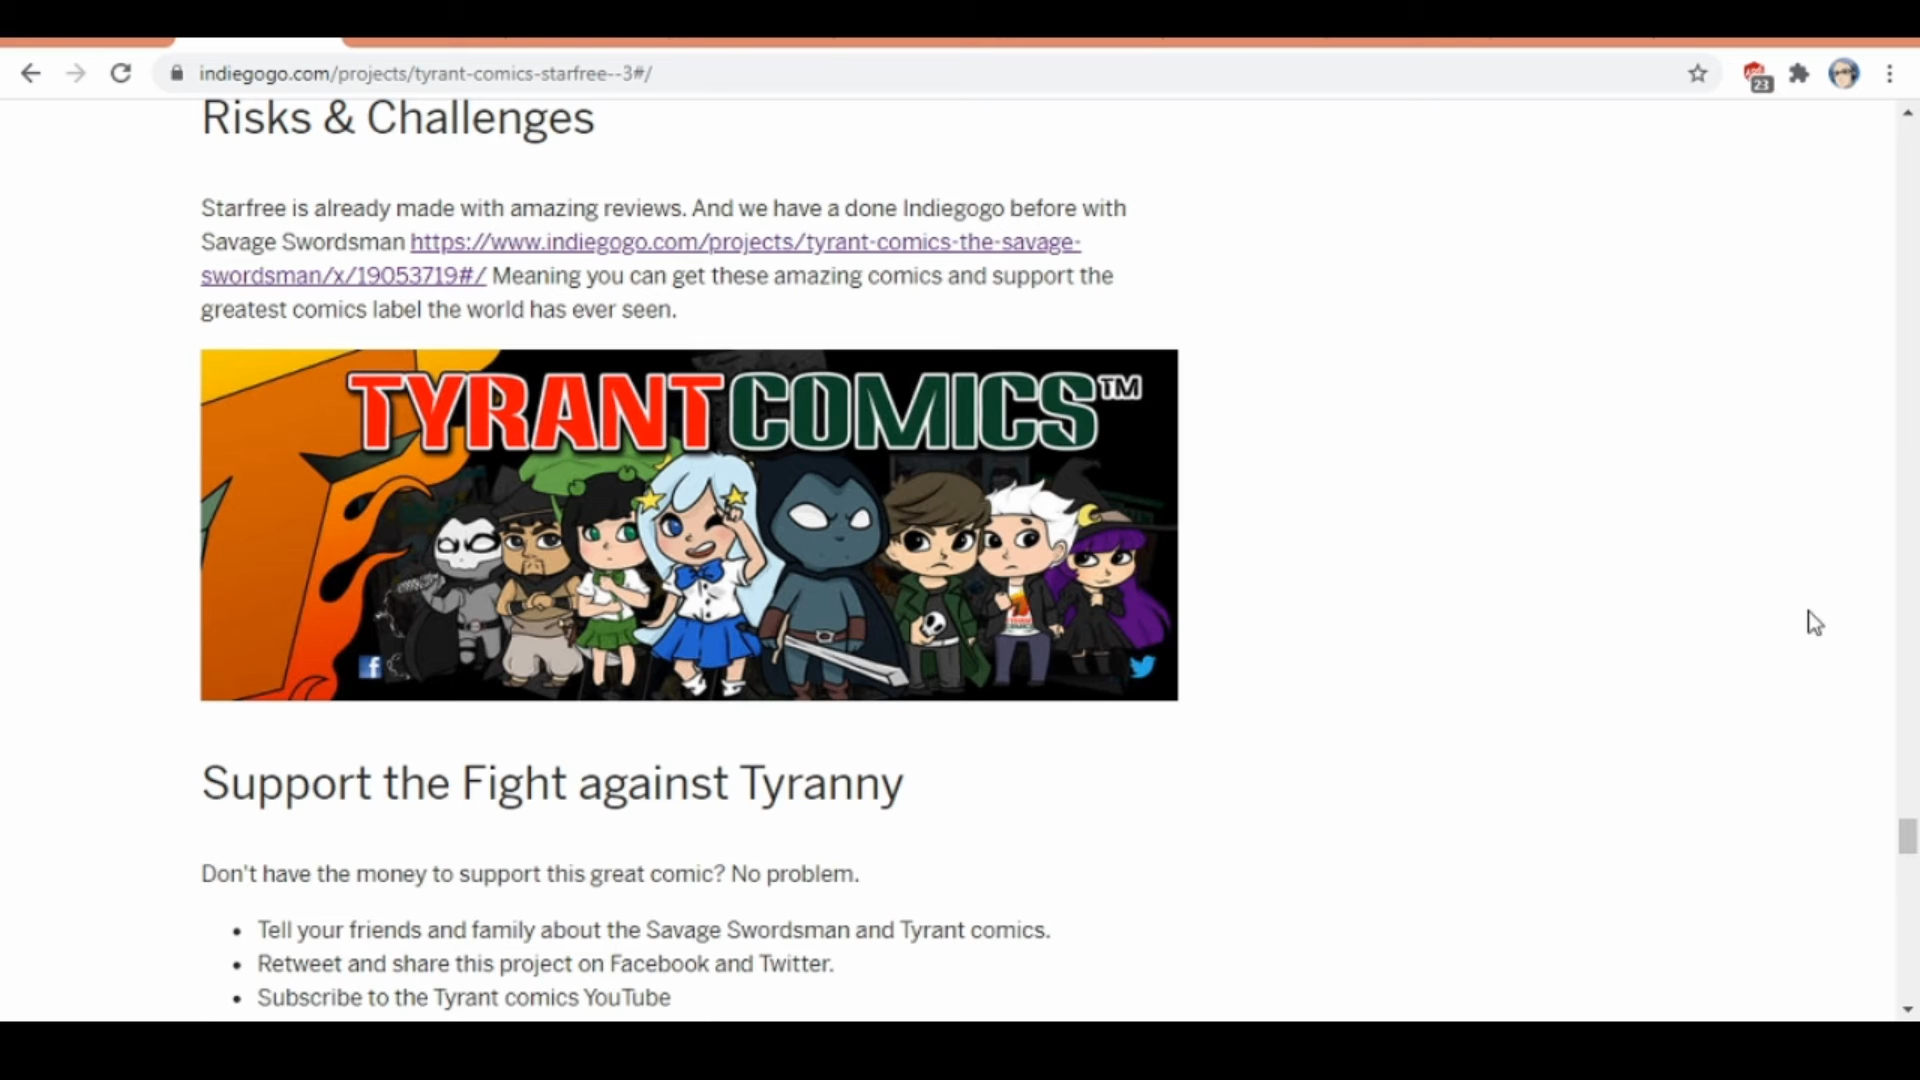 indiegogo.com/projects/tyrant-comics-starfree--3#/
23
Risks & Challenges
Starfree is already made with amazing reviews. And we have a done Indiegogo before with
Savage Swordsman https://www.indiegogo.com/projects/tyrant-comics-the-savage-
swordsman/x/19053719#/ Meaning you can get these amazing comics and support the
greatest comics label the world has ever seen.
TYRANT COMICS™
Support the Fight against Tyranny
Don't have the money to support this great comic? No problem.
• Tell your friends and family about the Savage Swordsman and Tyrant comics.
• Retweet and share this project on Facebook and Twitter.
• Subscribe to the Tyrant comics YouTube